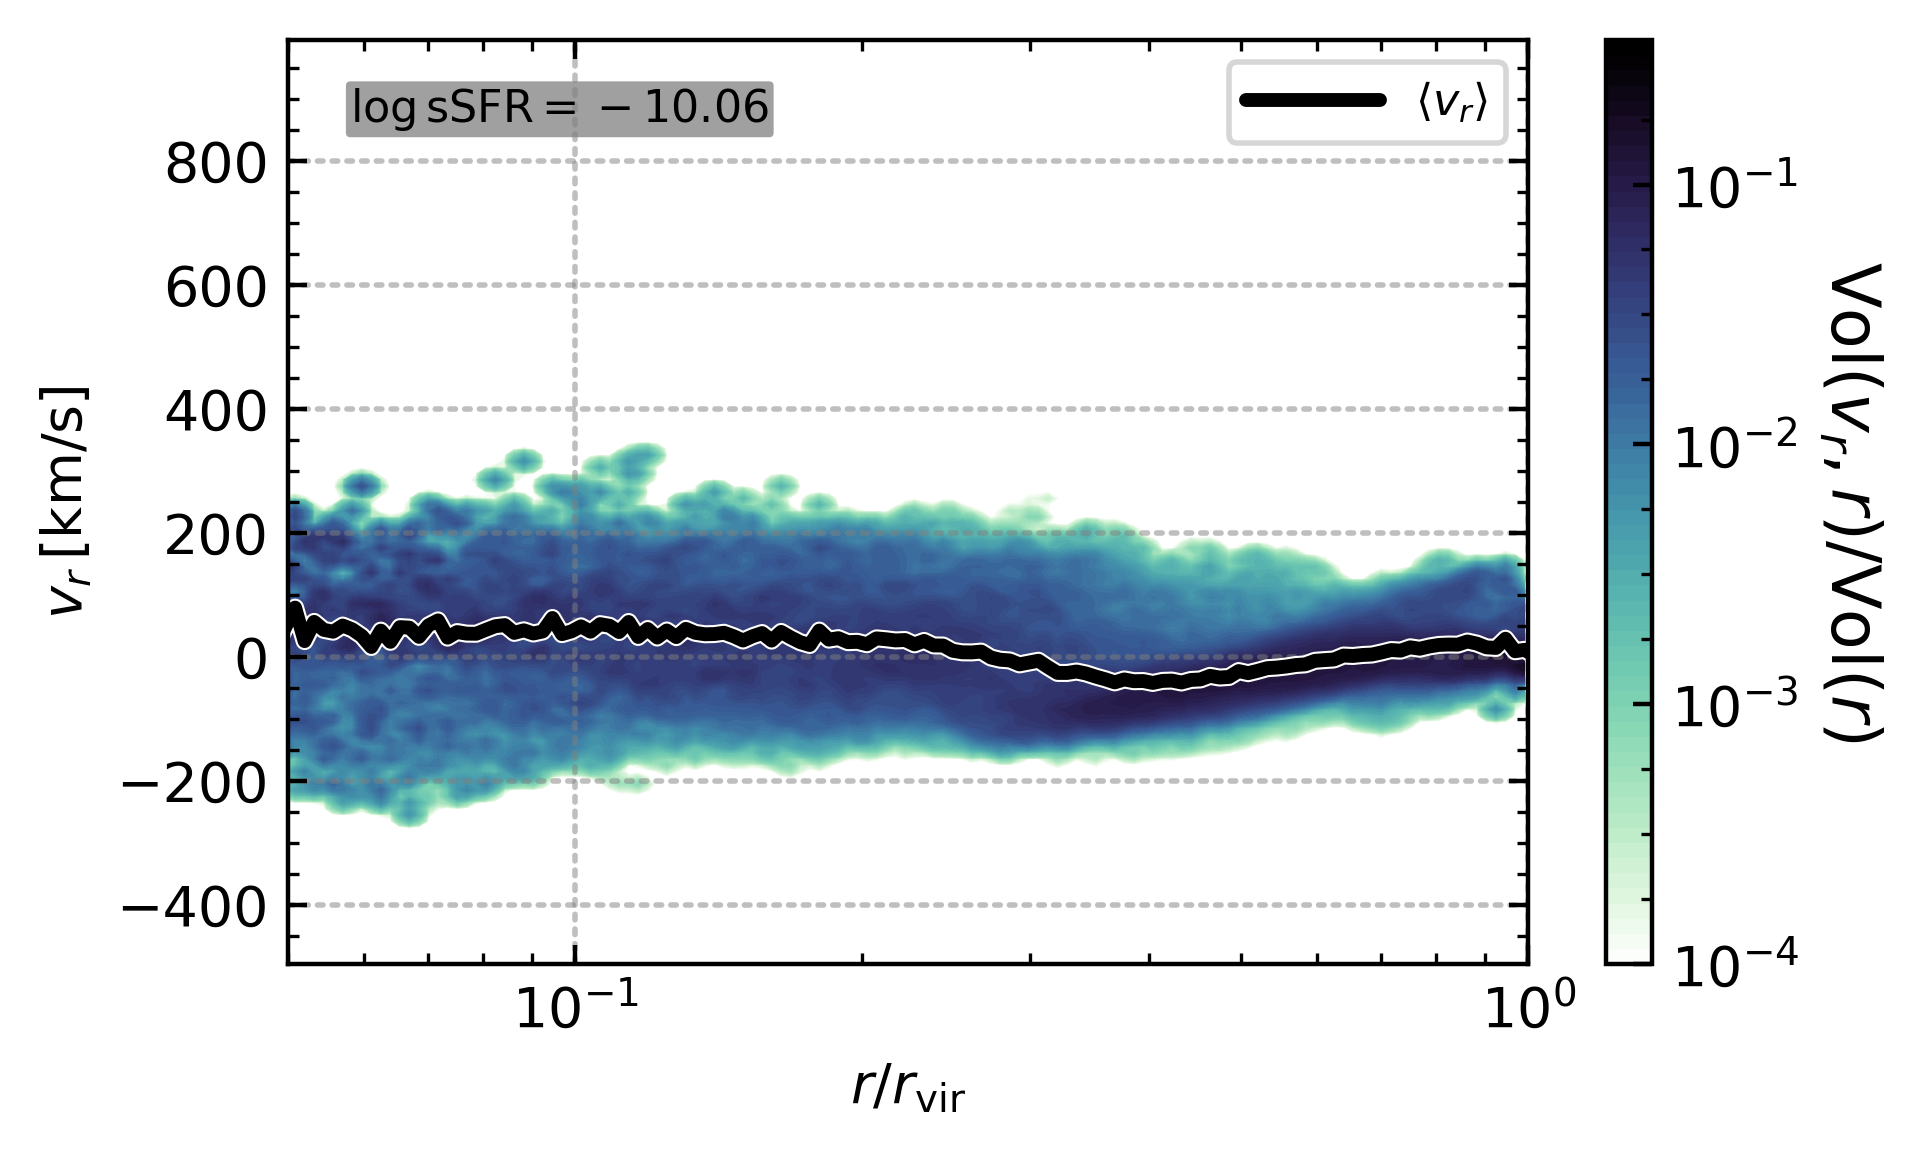 log sSFR = −10.06
⟨v_r⟩
800
600
400
200
0
−200
−400
v_r [km/s]
10^−1
10^0
r/r_vir
10^−1
10^−2
10^−3
10^−4
Vol(v_r, r)/Vol(r)